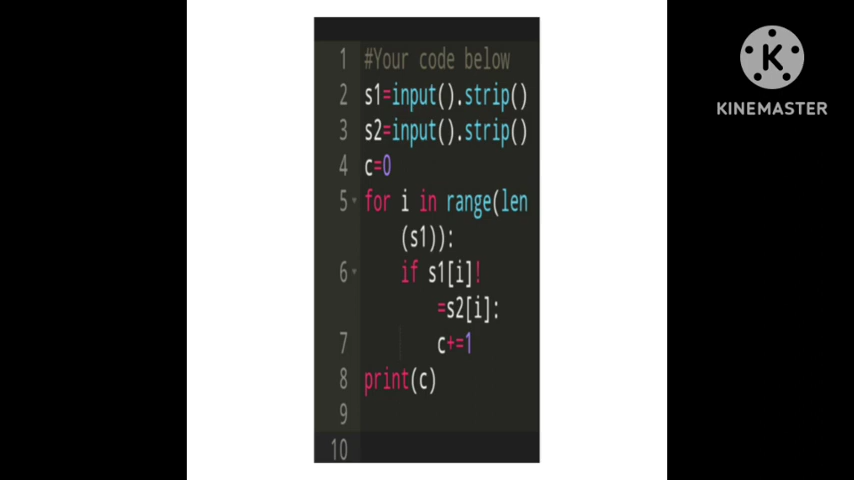 1 #Your code below
2 s1=input().strip()
3 s2=input().strip()
4 c=0
5 for i in range(len
(s1)):
6 if s1[i]!
=s2[i]:
7 c+=1
8 print(c)
9
10
K
KINEMASTER